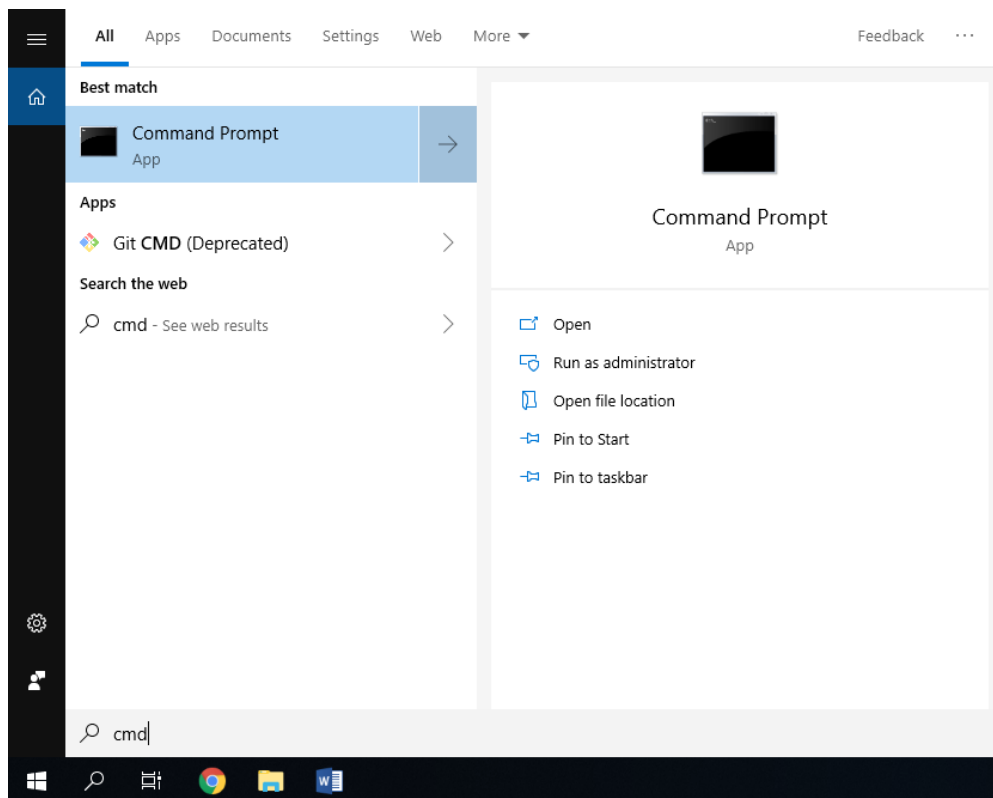 All Apps Documents Settings Web More Feedback ...
Best match
Command Prompt
App
Apps
Git CMD (Deprecated)
Search the web
cmd - See web results
Command Prompt
App
Open
Run as administrator
Open file location
Pin to Start
Pin to taskbar
cmd